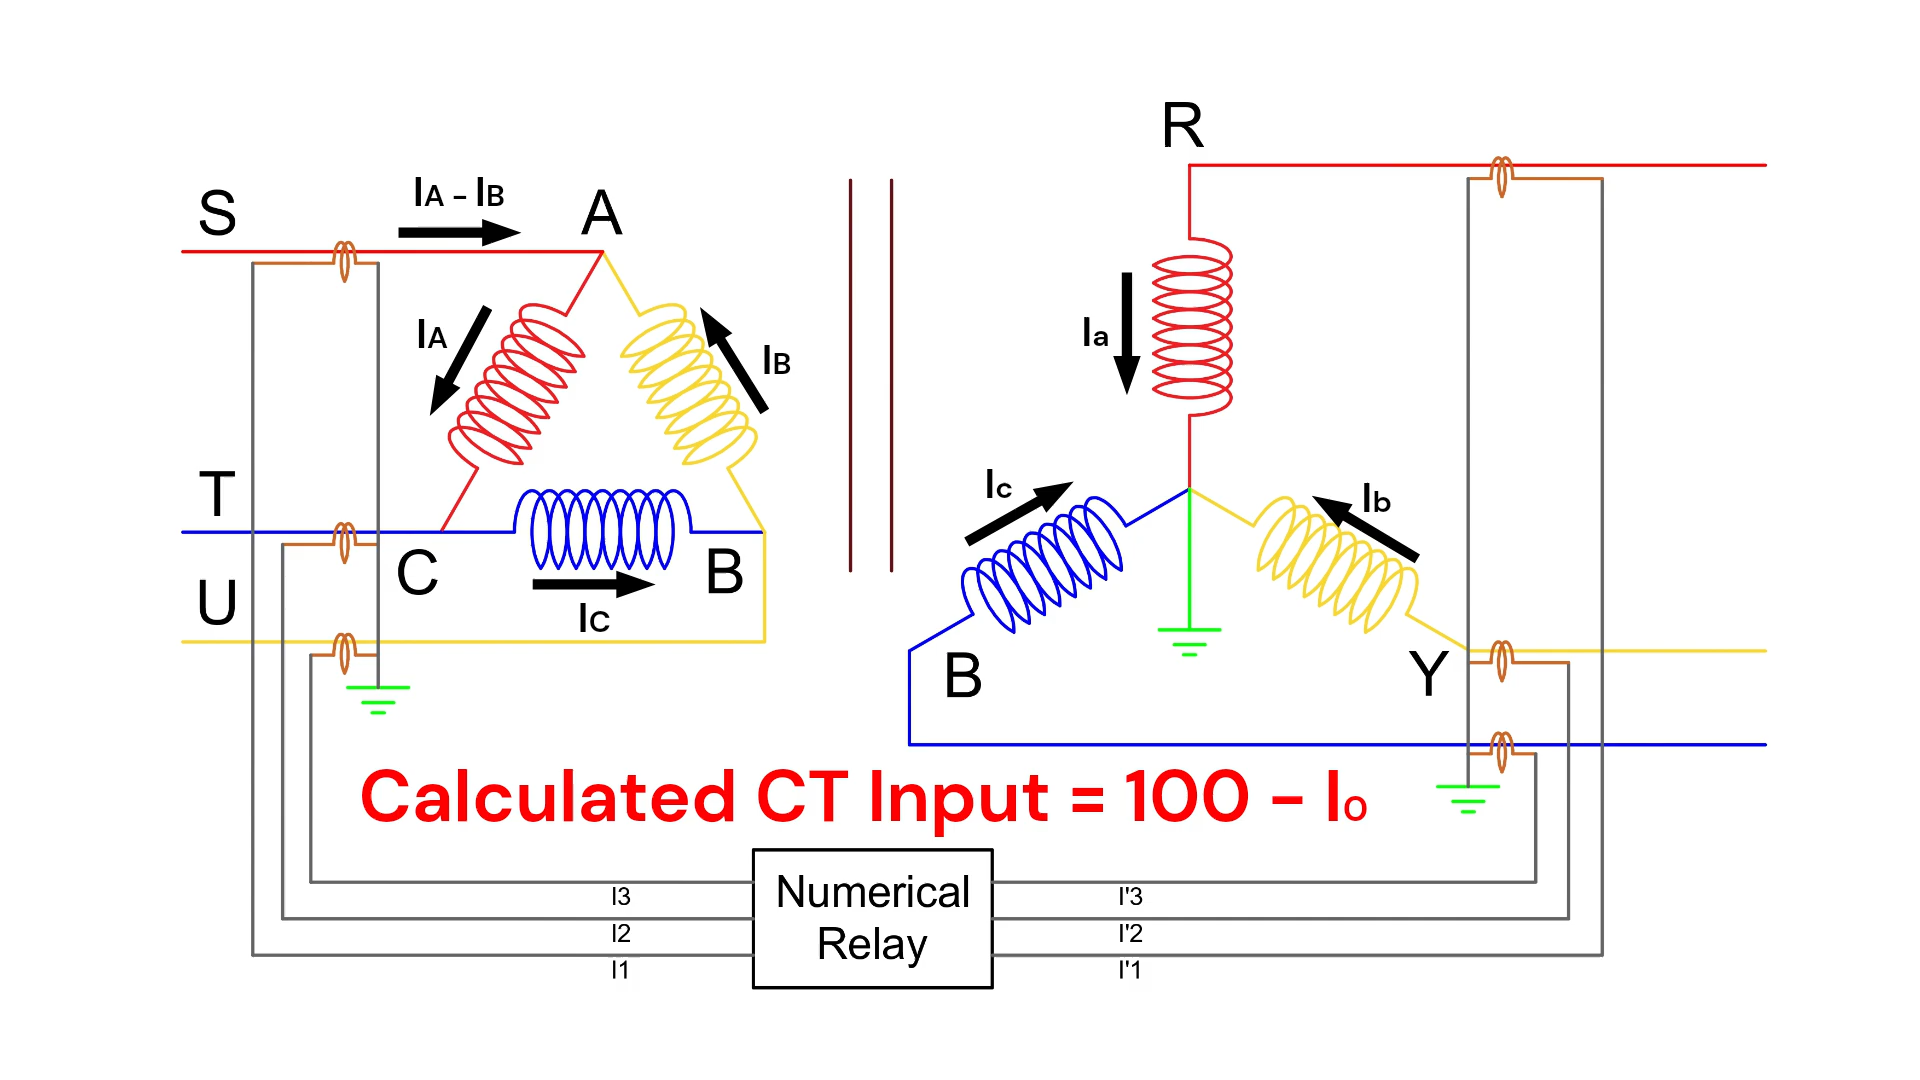 R
S
IA - IB
A
IA
IB
Ia
T
Ic
Ib
C
B
U
IC
B
Y
Calculated CT Input = 100 - Io
Numerical
Relay
I3
I'3
I2
I'2
I1
I'1